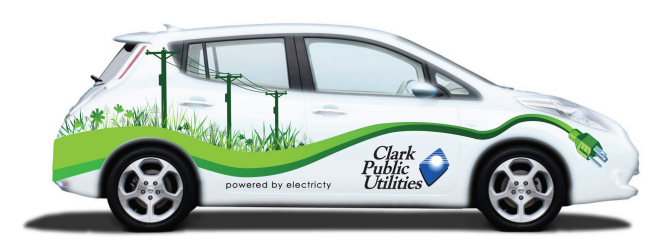 Clark
Public
Utilities
powered by electricty